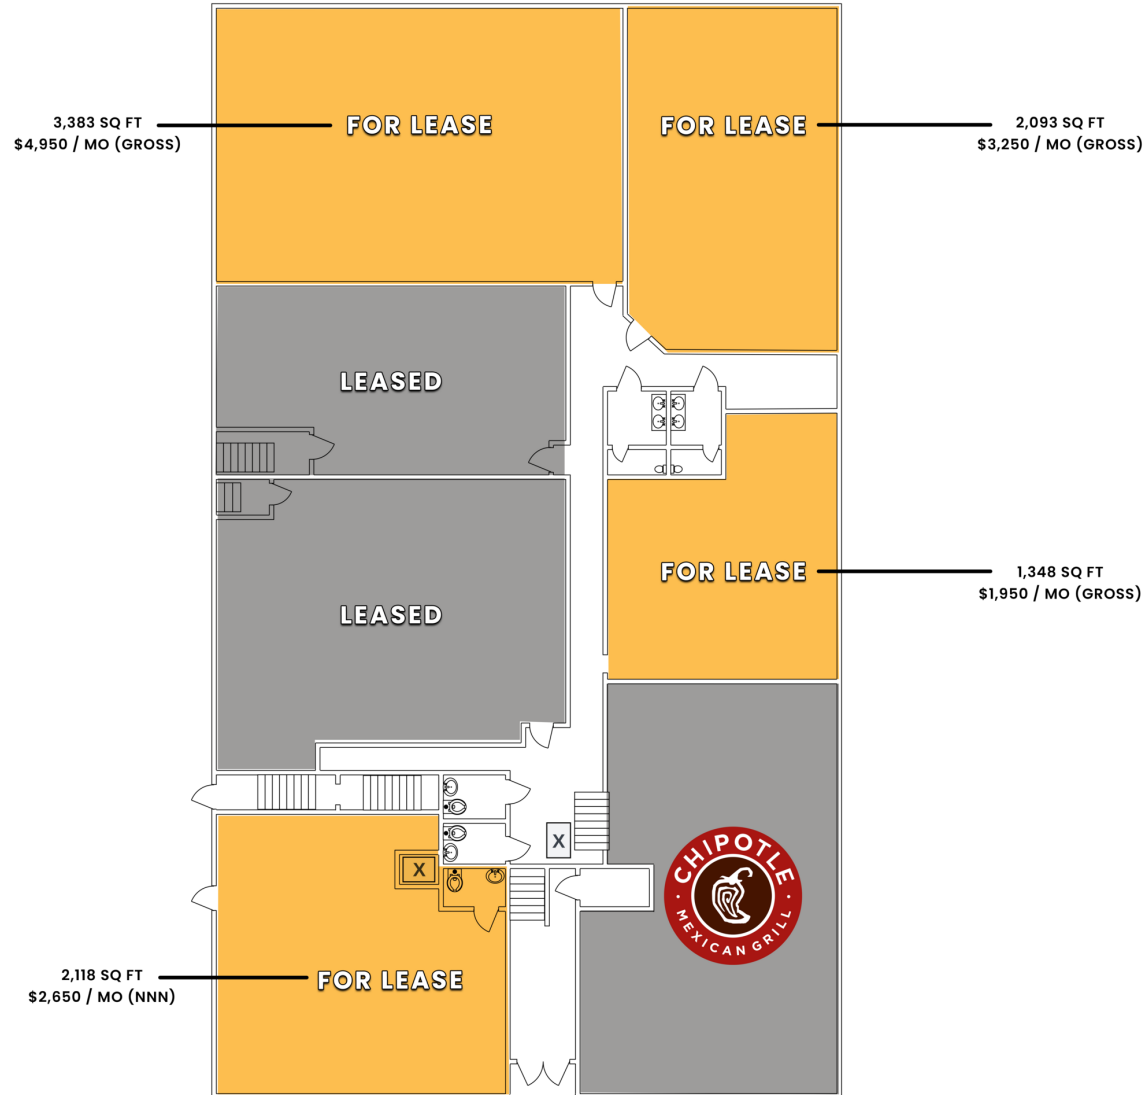 3,383 SQ FT
$4,950 / MO (GROSS)
FOR LEASE
FOR LEASE
2,093 SQ FT
$3,250 / MO (GROSS)
LEASED
FOR LEASE
1,348 SQ FT
$1,950 / MO (GROSS)
LEASED
X
X
CHIPOTLE
MEXICAN GRILL
2,118 SQ FT
$2,650 / MO (NNN)
FOR LEASE